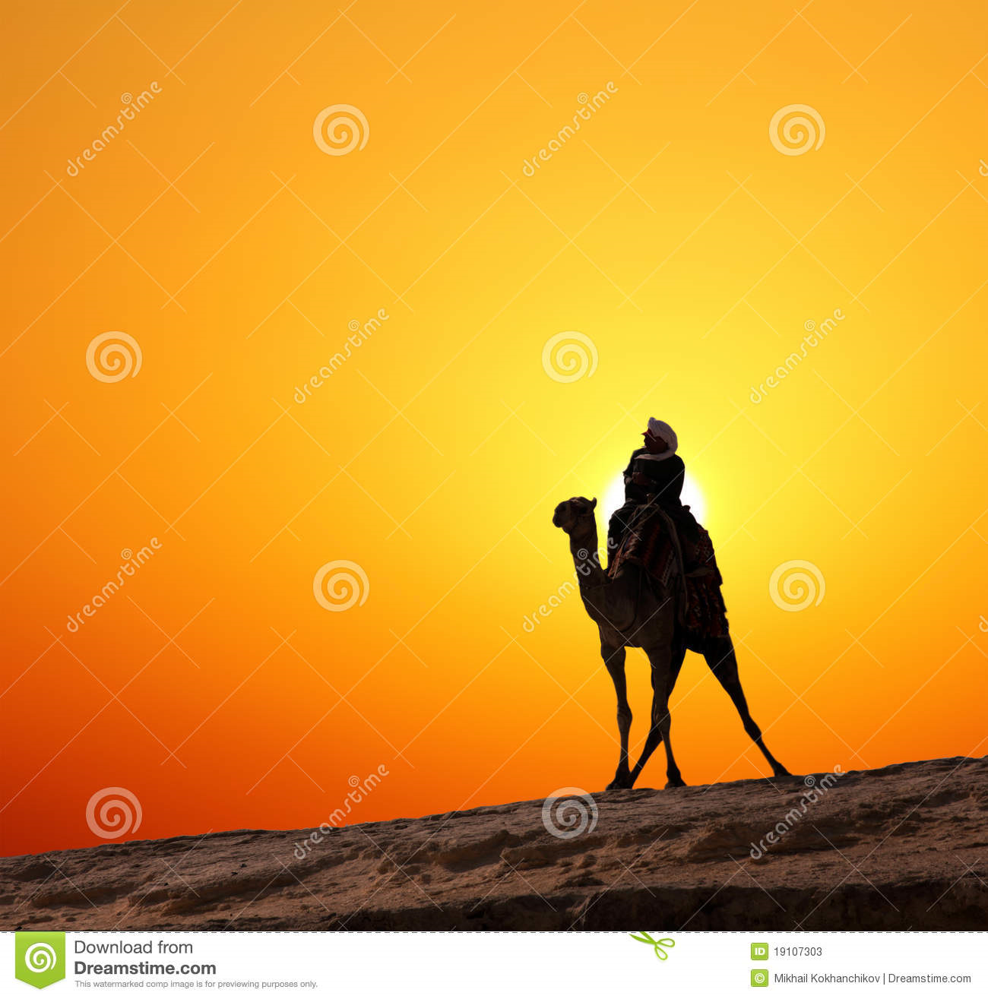 dreamstime
dreamstime
dreamstime
dreamstime
dreamstime
dreamstime
dreamstime
dreamstime
Download from
Dreamstime.com
This watermarked comp image is for previewing purposes only.
ID 19107303
© Mikhail Kokhanchikov | Dreamstime.com